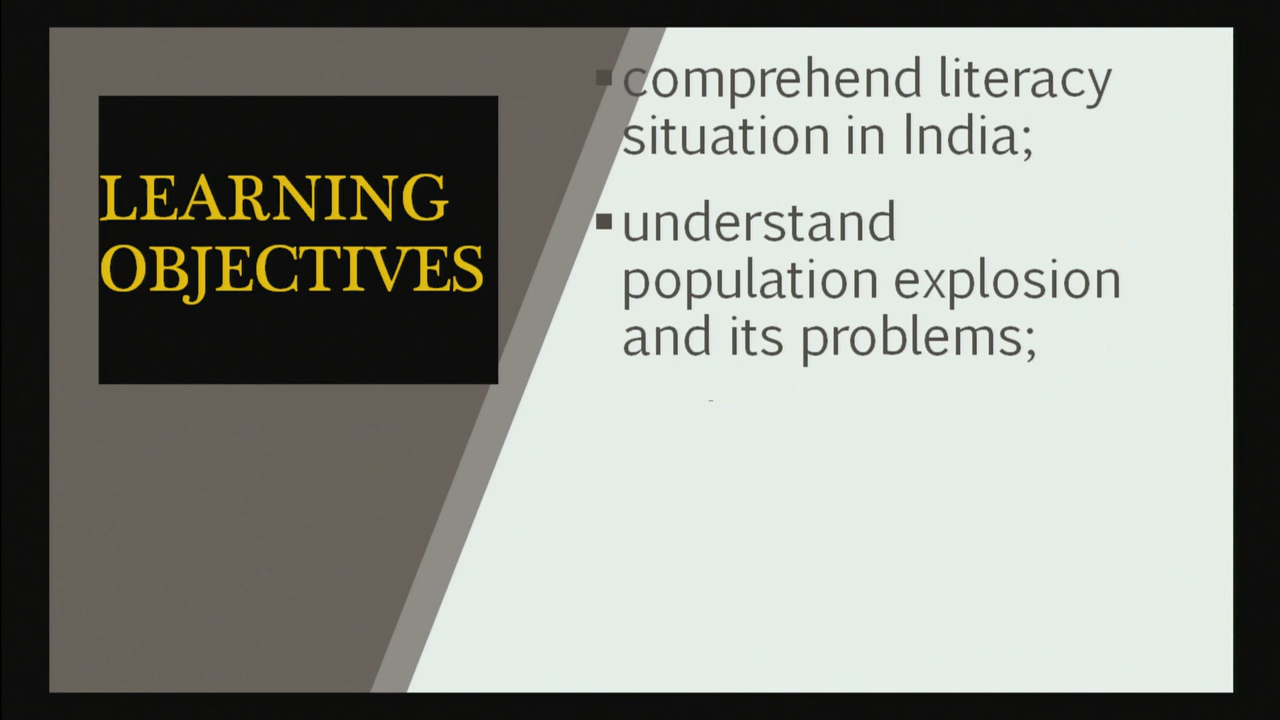 LEARNING
OBJECTIVES
▪comprehend literacy
situation in India;
▪understand
population explosion
and its problems;